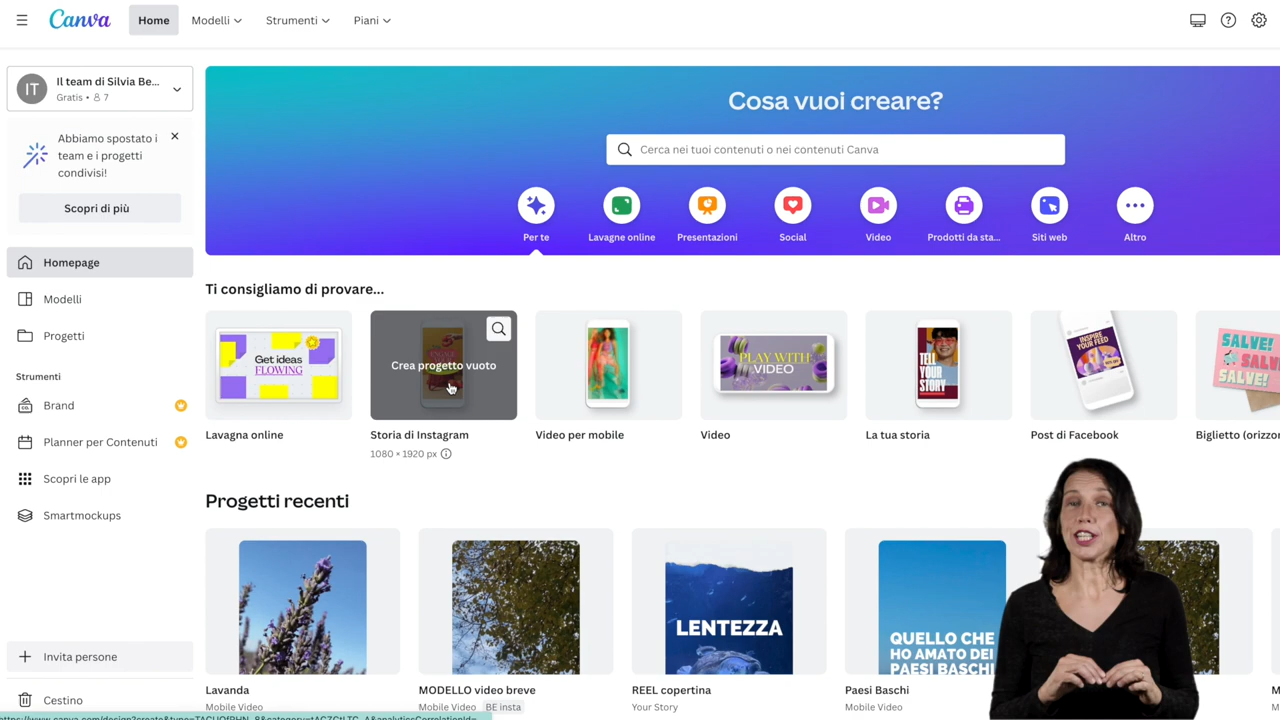 Canva
Home
Modelli
Strumenti
Piani
IT
Il team di Silvia Be...
Gratis • 7
Abbiamo spostato i
team e i progetti
condivisi!
Scopri di più
Homepage
Modelli
Progetti
Strumenti
Brand
Planner per Contenuti
Scopri le app
Smartmockups
Invita persone
Cestino
Cosa vuoi creare?
Cerca nei tuoi contenuti o nei contenuti Canva
Per te
Lavagne online
Presentazioni
Social
Video
Prodotti da sta...
Siti web
Altro
Ti consigliamo di provare...
Get ideas
FLOWING
Crea progetto vuoto
PLAY WITH
VIDEO
TELL
YOUR
STORY
INSPIRE
YOUR FEED
SALVE!
SALVE!
SALVE!
Lavagna online
Storia di Instagram
1080 × 1920 px
Video per mobile
Video
La tua storia
Post di Facebook
Biglietto (orizzon
Progetti recenti
LENTEZZA
QUELLO CHE
HO AMATO DEI
PAESI BASCHI
Lavanda
Mobile Video
MODELLO video breve
Mobile Video
BE insta
REEL copertina
Your Story
Paesi Baschi
Mobile Video